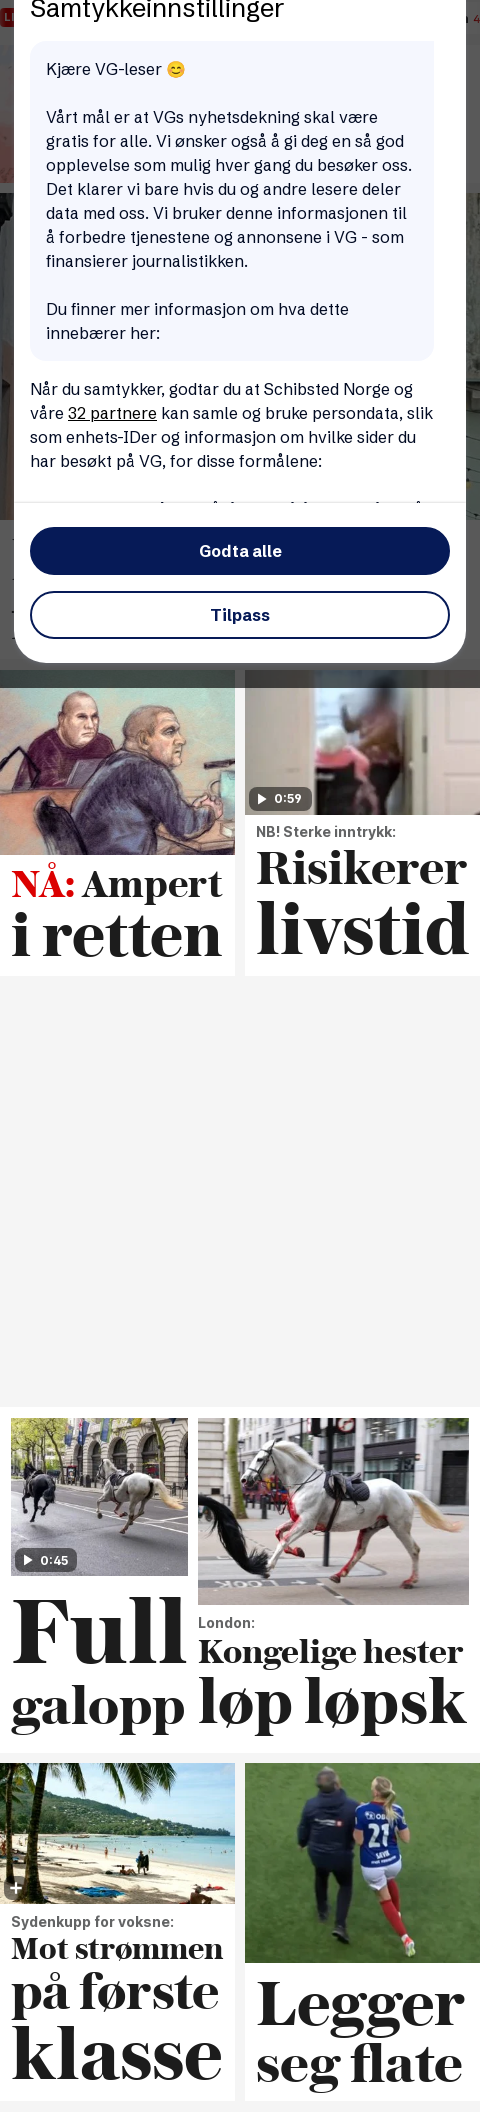 Samtykkeinnstillinger
Kjære VG-leser 😊
Vårt mål er at VGs nyhetsdekning skal være
gratis for alle. Vi ønsker også å gi deg en så god
opplevelse som mulig hver gang du besøker oss.
Det klarer vi bare hvis du og andre lesere deler
data med oss. Vi bruker denne informasjonen til
å forbedre tjenestene og annonsene i VG - som
finansierer journalistikken.
Du finner mer informasjon om hva dette
innebærer her:
Når du samtykker, godtar du at Schibsted Norge og
våre 32 partnere kan samle og bruke persondata, slik
som enhets-IDer og informasjon om hvilke sider du
har besøkt på VG, for disse formålene:
Godta alle
Tilpass
NÅ: Ampert
i retten
0:59
NB! Sterke inntrykk:
Risikerer
livstid
0:45
Full
galopp
London:
Kongelige hester
løp løpsk
Sydenkupp for voksne:
Mot strømmen
på første
klasse
21
Legger
seg flate